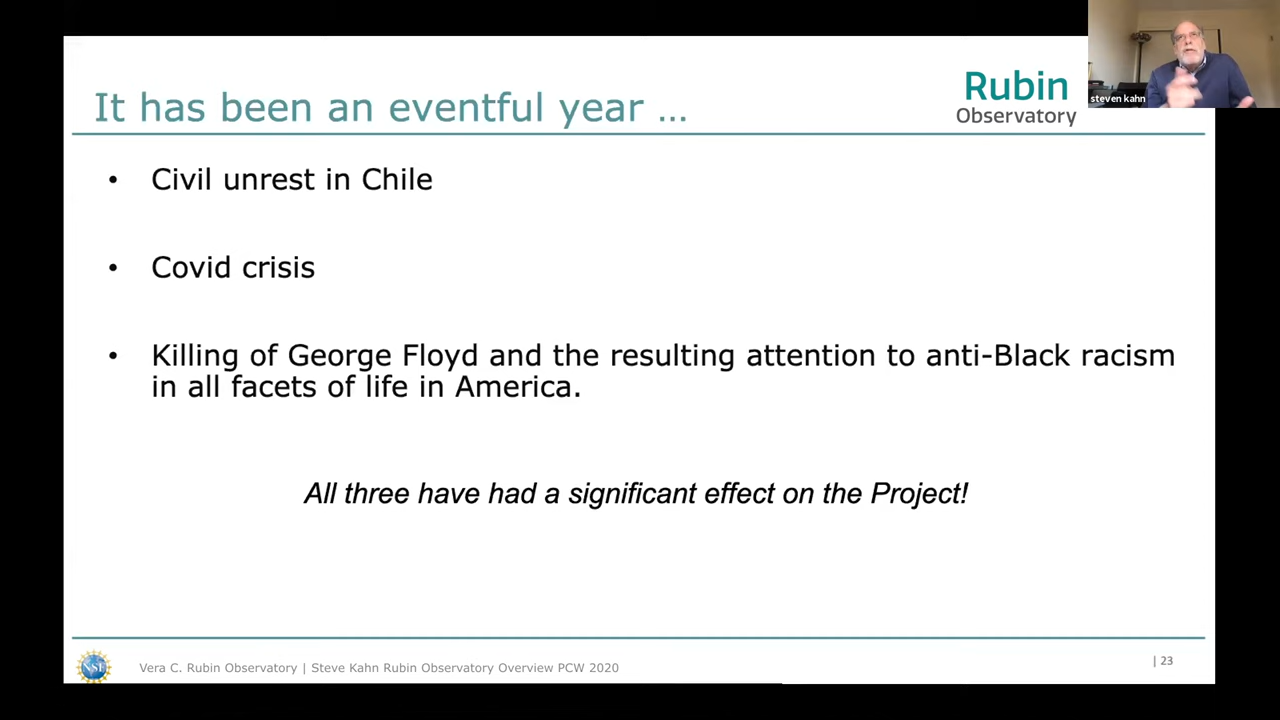 It has been an eventful year ...
Rubin
Observatory
steven kahn
• Civil unrest in Chile
• Covid crisis
• Killing of George Floyd and the resulting attention to anti-Black racism
in all facets of life in America.
All three have had a significant effect on the Project!
NSF
Vera C. Rubin Observatory | Steve Kahn Rubin Observatory Overview PCW 2020
| 23